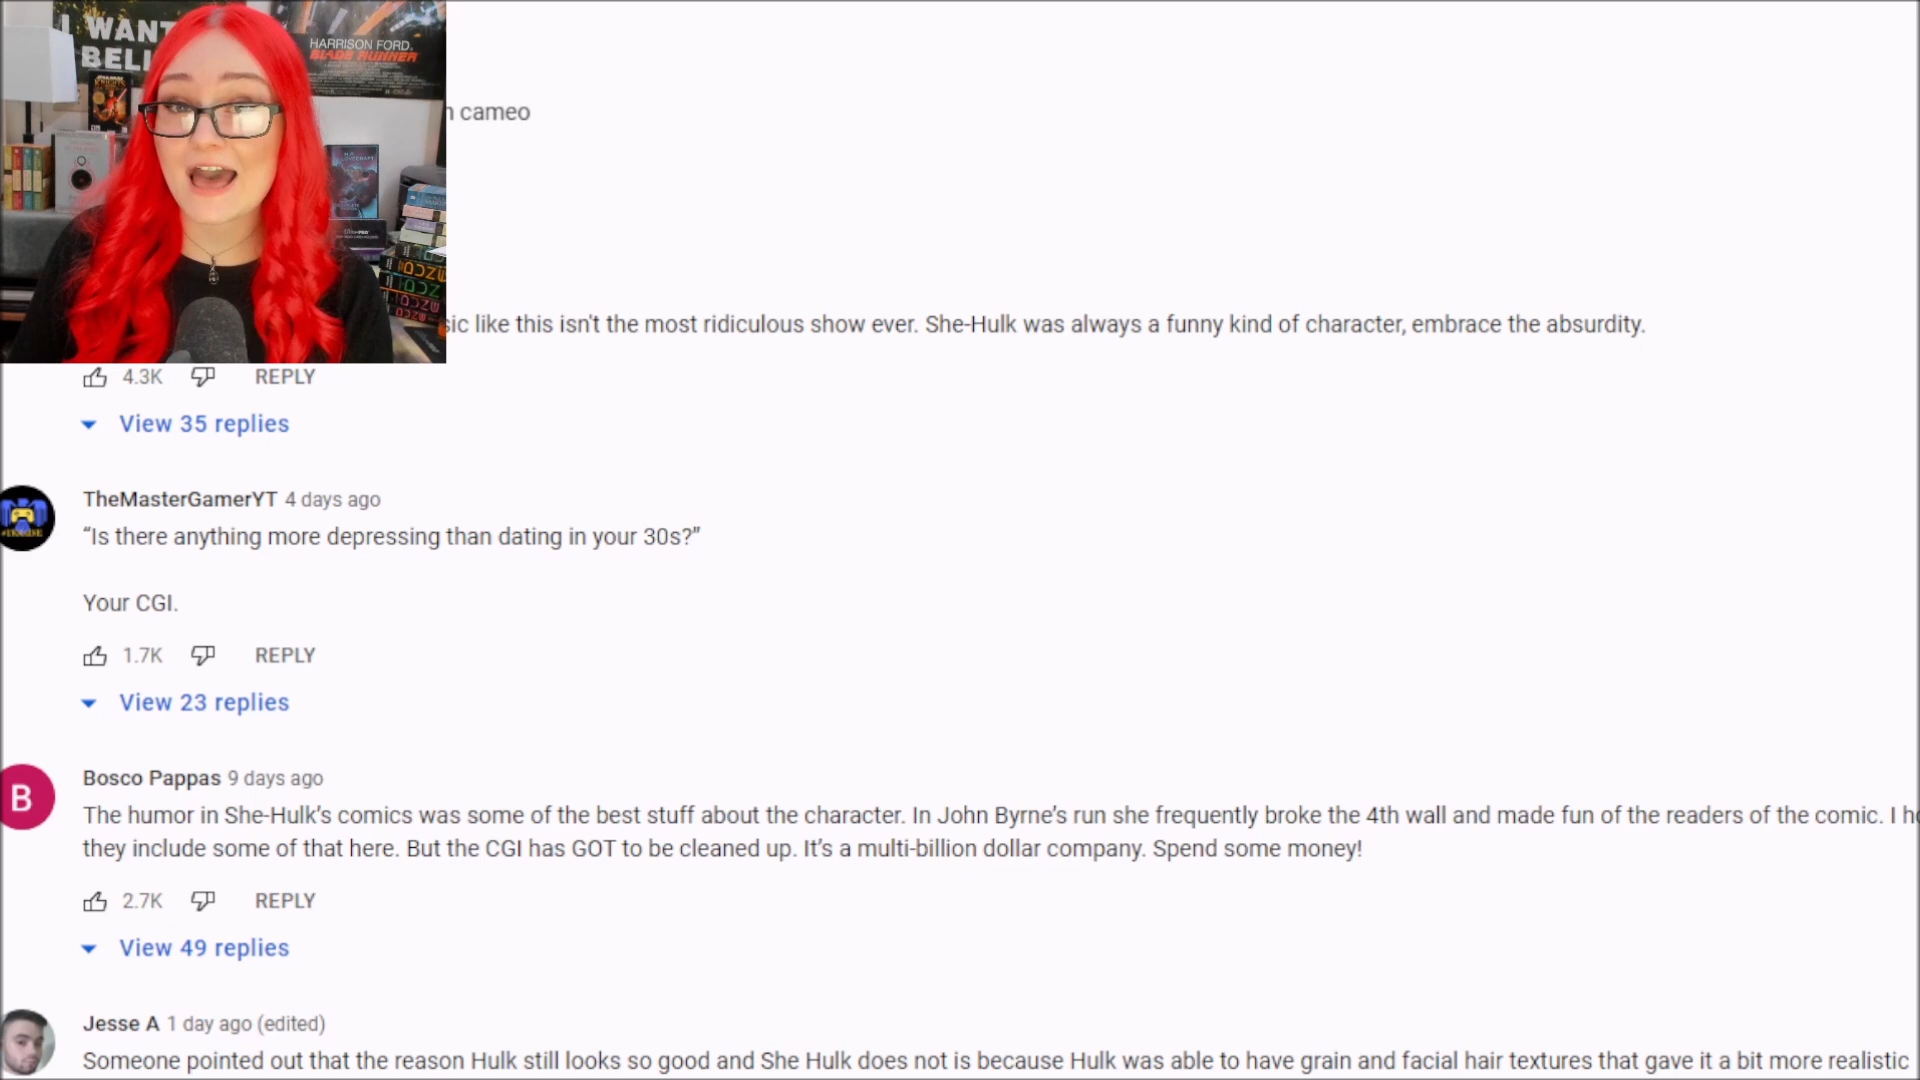 I WANT
BELI
HARRISON FORD
BLADE RUNNER
n cameo
sic like this isn't the most ridiculous show ever. She-Hulk was always a funny kind of character, embrace the absurdity.
4.3K REPLY
View 35 replies
TheMasterGamerYT 4 days ago
“Is there anything more depressing than dating in your 30s?”
Your CGI.
1.7K REPLY
View 23 replies
B
Bosco Pappas 9 days ago
The humor in She-Hulk’s comics was some of the best stuff about the character. In John Byrne’s run she frequently broke the 4th wall and made fun of the readers of the comic. I ho
they include some of that here. But the CGI has GOT to be cleaned up. It’s a multi-billion dollar company. Spend some money!
2.7K REPLY
View 49 replies
Jesse A 1 day ago (edited)
Someone pointed out that the reason Hulk still looks so good and She Hulk does not is because Hulk was able to have grain and facial hair textures that gave it a bit more realistic